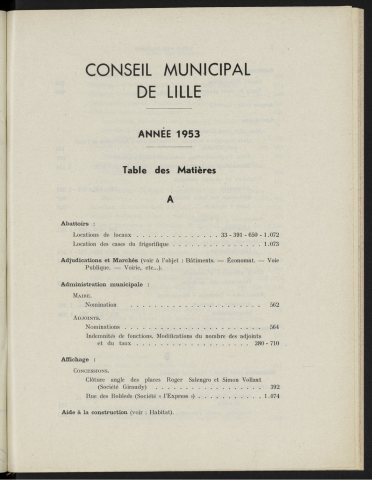 CONSEIL MUNICIPAL
DE LILLE
ANNÉE 1953
Table des Matières
A
Abattoirs :
Locations de locaux . . . . . . . . . . . . . 33 - 391 - 650 - 1.072
Location des cases du frigorifique . . . . . . . . . . . . . 1.073
Adjudications et Marchés (voir à l'objet : Bâtiments. — Économat. — Voie
Publique. — Voirie, etc...).
Administration municipale :
MAIRE.
Nomination . . . . . . . . . . . . . 562
ADJOINTS.
Nominations . . . . . . . . . . . . . 564
Indemnités de fonctions. Modifications du nombre des adjoints
et du taux . . . . . . . . . . . . . 280 - 710
Affichage :
CONCESSIONS.
Clôture angle des places Roger Salengro et Simon Vollant
(Société Giraudy) . . . . . . . . . . . . . 392
Rue des Bohleds (Société « l'Express ») . . . . . . . . . 1.074
Aide à la construction (voir : Habitat).